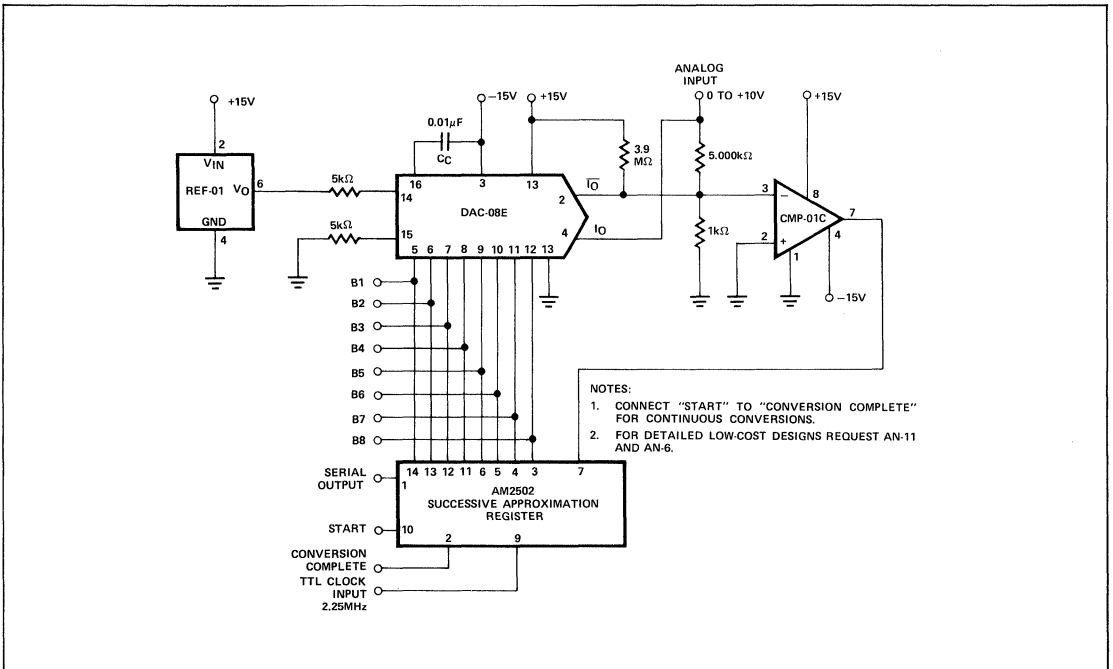 ANALOG
INPUT
0 TO +10V
+15V
-15V
+15V
+15V
0.01μF
CC
2
VIN
REF-01
VO
6
GND
4
5kΩ
5kΩ
16
3
13
14
15
DAC-08E
2
4
IO
IO
3.9
MΩ
5.000kΩ
1kΩ
3
−
2
+
CMP-01C
8
7
4
1
-15V
5 6 7 8 9 10 11 12 13
B1
B2
B3
B4
B5
B6
B7
B8
NOTES:
1. CONNECT "START" TO "CONVERSION COMPLETE"
FOR CONTINUOUS CONVERSIONS.
2. FOR DETAILED LOW-COST DESIGNS REQUEST AN-11
AND AN-6.
14 13 12 11 6 5 4 3 7
SERIAL
OUTPUT
1
AM2502
SUCCESSIVE APPROXIMATION
REGISTER
START
10
2
9
CONVERSION
COMPLETE
TTL CLOCK
INPUT
2.25MHz